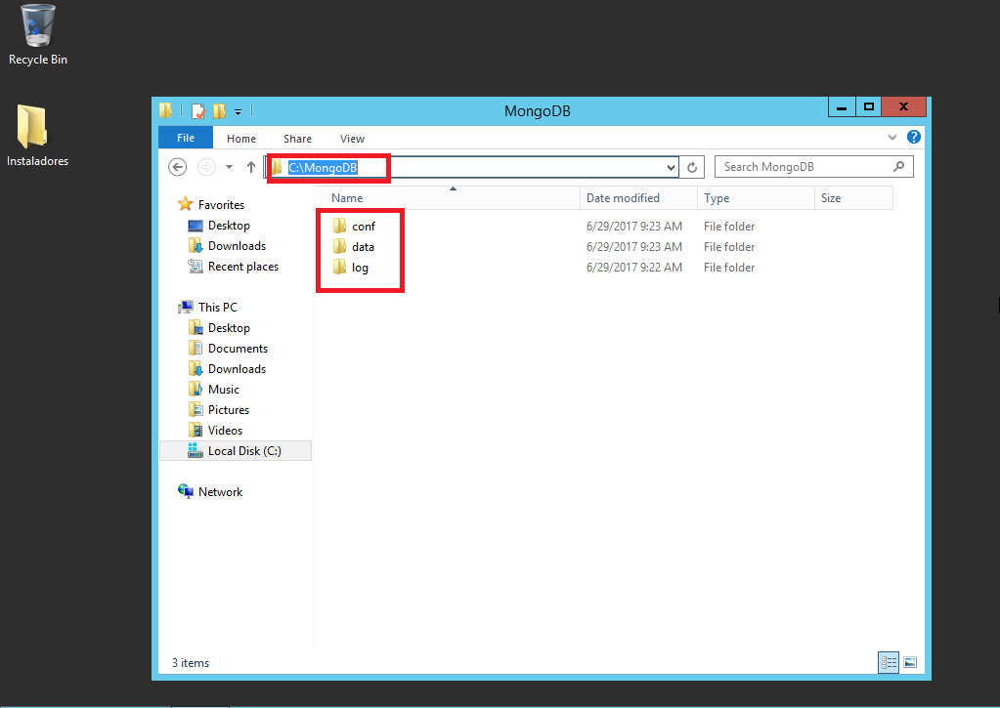 Recycle Bin
Instaladores
MongoDB
File Home Share View
C:\MongoDB
Search MongoDB
Name Date modified Type Size
conf 6/29/2017 9:23 AM File folder
data 6/29/2017 9:23 AM File folder
log 6/29/2017 9:22 AM File folder
Favorites
Desktop
Downloads
Recent places
This PC
Desktop
Documents
Downloads
Music
Pictures
Videos
Local Disk (C:)
Network
3 items